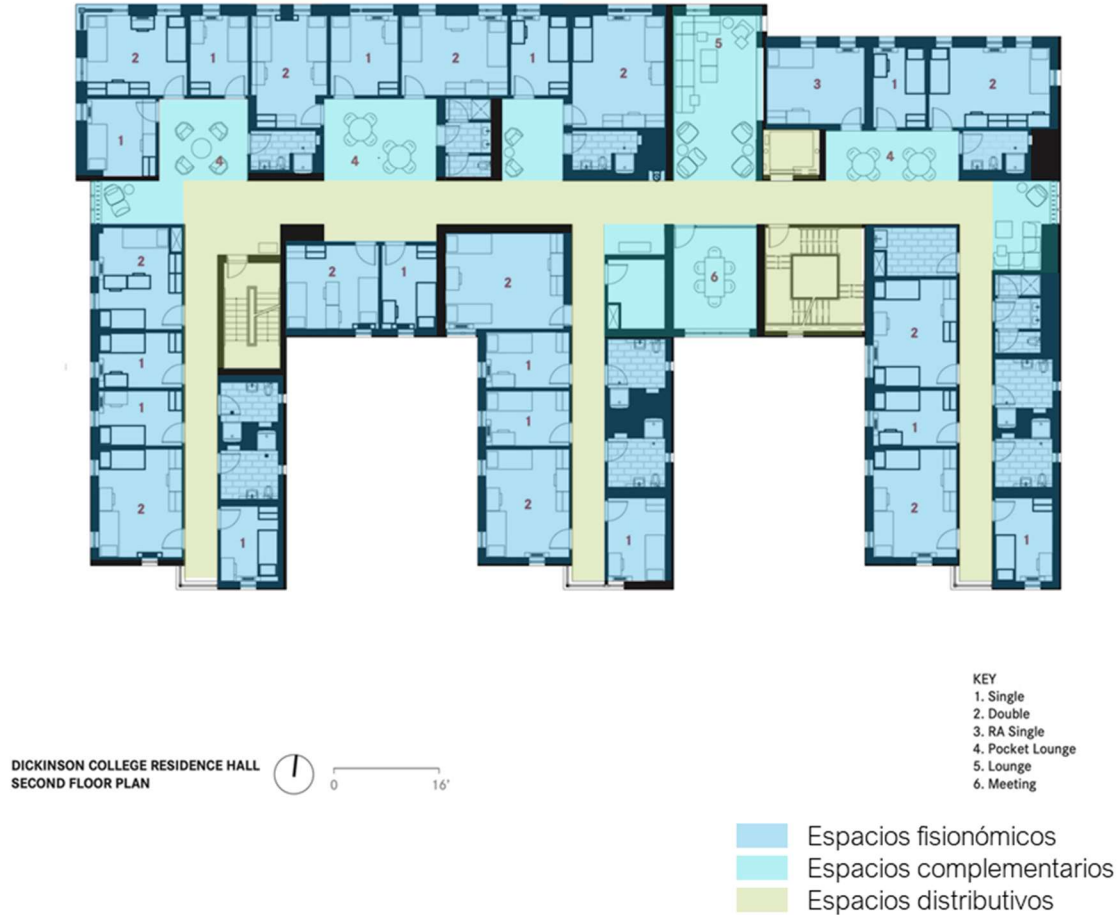 2 1 2 1 2 1 2 5
3 1 2
1 4 4 4
2 2 1 2 6
2
1 1
1 1 1
2 2 2
1 1 1
KEY
1. Single
2. Double
3. RA Single
4. Pocket Lounge
5. Lounge
6. Meeting
DICKINSON COLLEGE RESIDENCE HALL
SECOND FLOOR PLAN
0 16'
Espacios fisionómicos
Espacios complementarios
Espacios distributivos